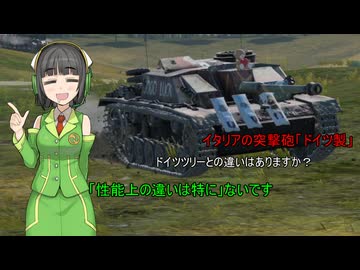 イタリアの突撃砲「ドイツ製」
ドイツツリーとの違いはありますか？
「性能上の違いは特に」ないです